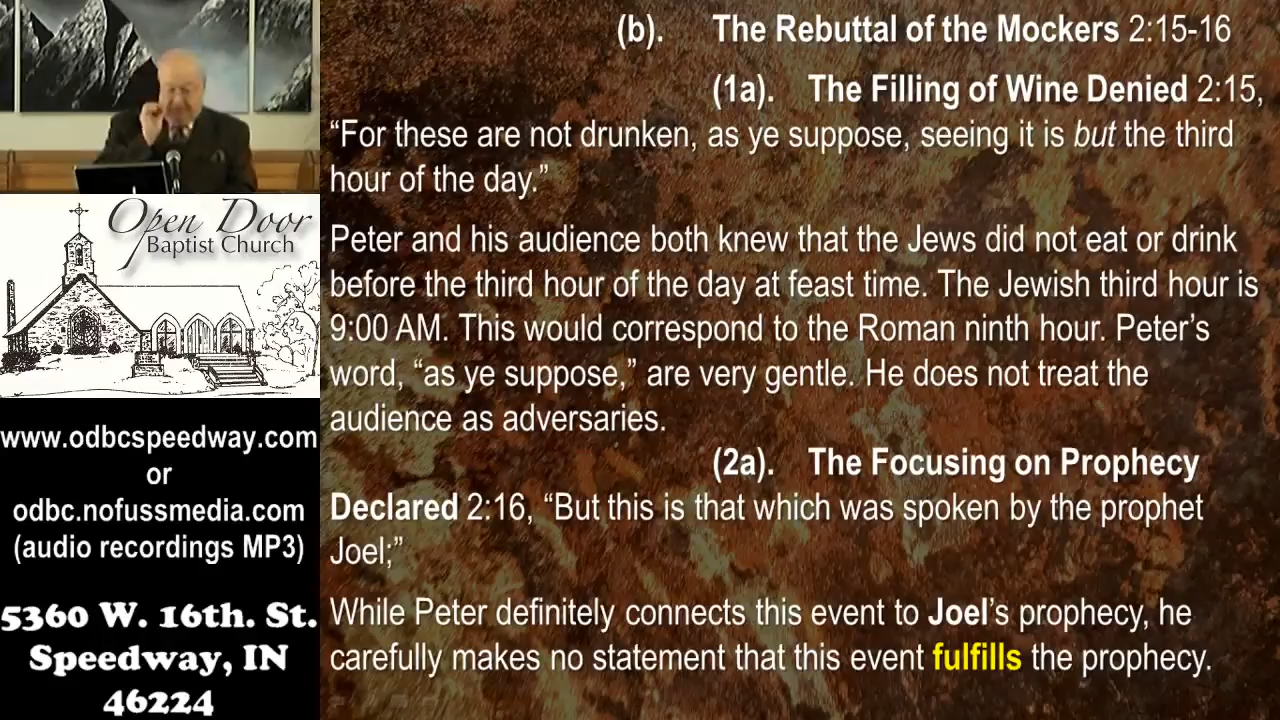 (b). The Rebuttal of the Mockers 2:15-16
(1a). The Filling of Wine Denied 2:15,
“For these are not drunken, as ye suppose, seeing it is but the third
hour of the day.”
Peter and his audience both knew that the Jews did not eat or drink
before the third hour of the day at feast time. The Jewish third hour is
9:00 AM. This would correspond to the Roman ninth hour. Peter’s
word, “as ye suppose,” are very gentle. He does not treat the
audience as adversaries.
(2a). The Focusing on Prophecy
Declared 2:16, “But this is that which was spoken by the prophet
Joel;”
While Peter definitely connects this event to Joel’s prophecy, he
carefully makes no statement that this event fulfills the prophecy.
Open Door
Baptist Church
www.odbcspeedway.com
or
odbc.nofussmedia.com
(audio recordings MP3)
5360 W. 16th. St.
Speedway, IN
46224